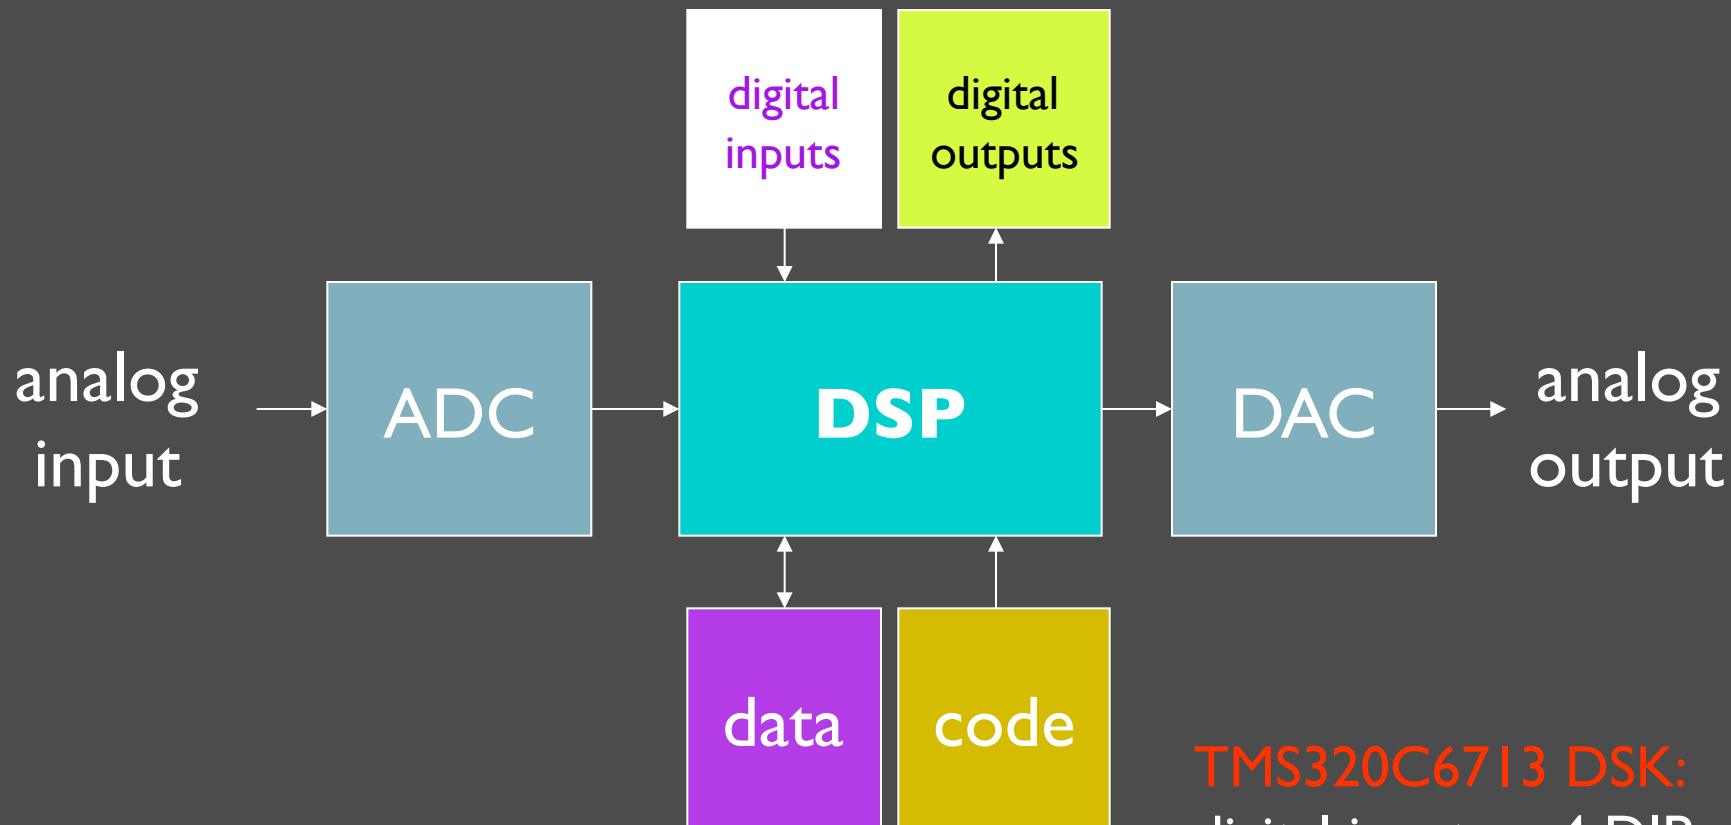 digital
inputs
digital
outputs
analog
input
ADC
DSP
DAC
analog
output
data
code
TMS320C6713 DSK: